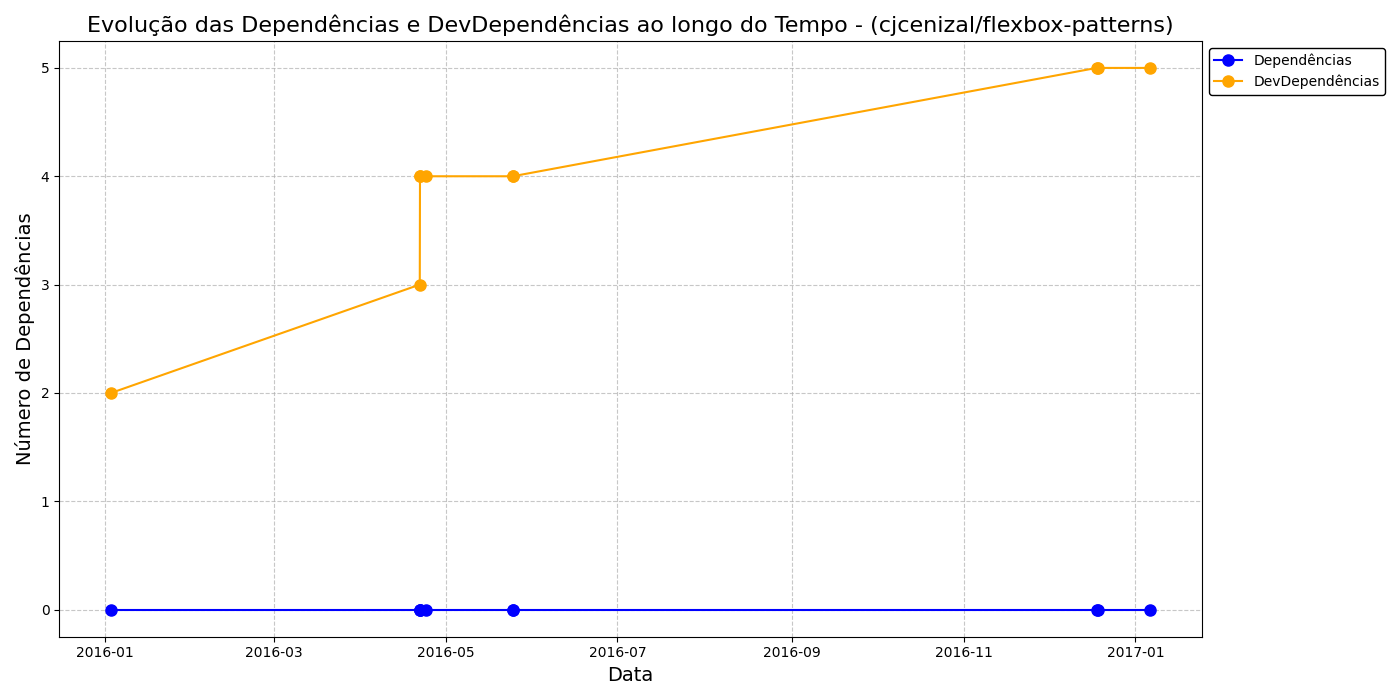 Evolução das Dependências e DevDependências ao longo do Tempo - (cjcenizal/flexbox-patterns)
Dependências
DevDependências
Número de Dependências
5
4
3
2
1
0
2016-01 2016-03 2016-05 2016-07 2016-09 2016-11 2017-01
Data